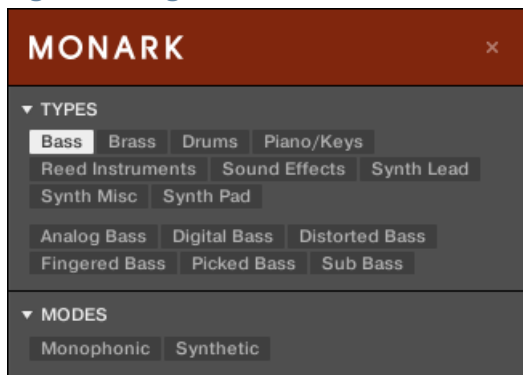 MONARK ×
▼ TYPES
Bass Brass Drums Piano/Keys
Reed Instruments Sound Effects Synth Lead
Synth Misc Synth Pad
Analog Bass Digital Bass Distorted Bass
Fingered Bass Picked Bass Sub Bass
▼ MODES
Monophonic Synthetic